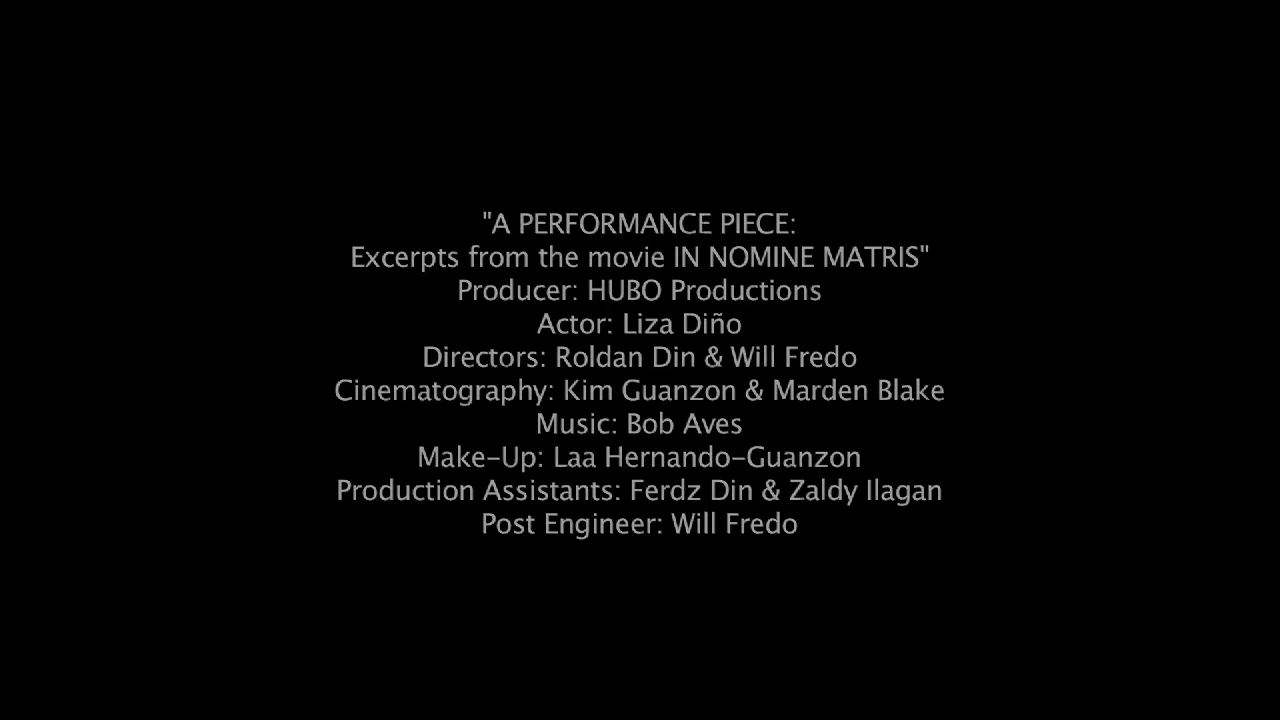 "A PERFORMANCE PIECE:
Excerpts from the movie IN NOMINE MATRIS"
Producer: HUBO Productions
Actor: Liza Diño
Directors: Roldan Din & Will Fredo
Cinematography: Kim Guanzon & Marden Blake
Music: Bob Aves
Make-Up: Laa Hernando-Guanzon
Production Assistants: Ferdz Din & Zaldy Ilagan
Post Engineer: Will Fredo